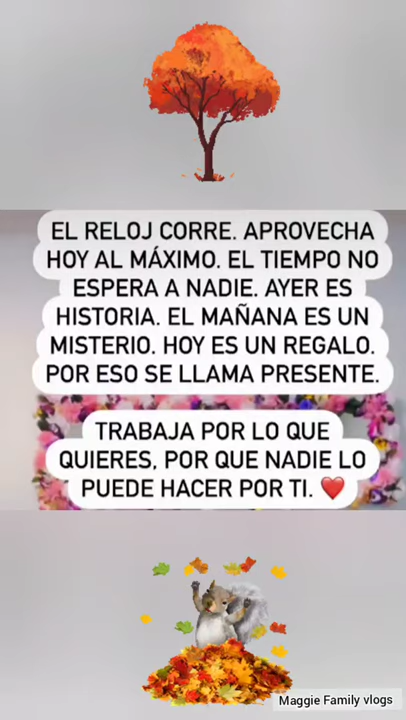 EL RELOJ CORRE. APROVECHA
HOY AL MÁXIMO. EL TIEMPO NO
ESPERA A NADIE. AYER ES
HISTORIA. EL MAÑANA ES UN
MISTERIO. HOY ES UN REGALO.
POR ESO SE LLAMA PRESENTE.
TRABAJA POR LO QUE
QUIERES, POR QUE NADIE LO
PUEDE HACER POR TI. ❤️
Maggie Family vlogs